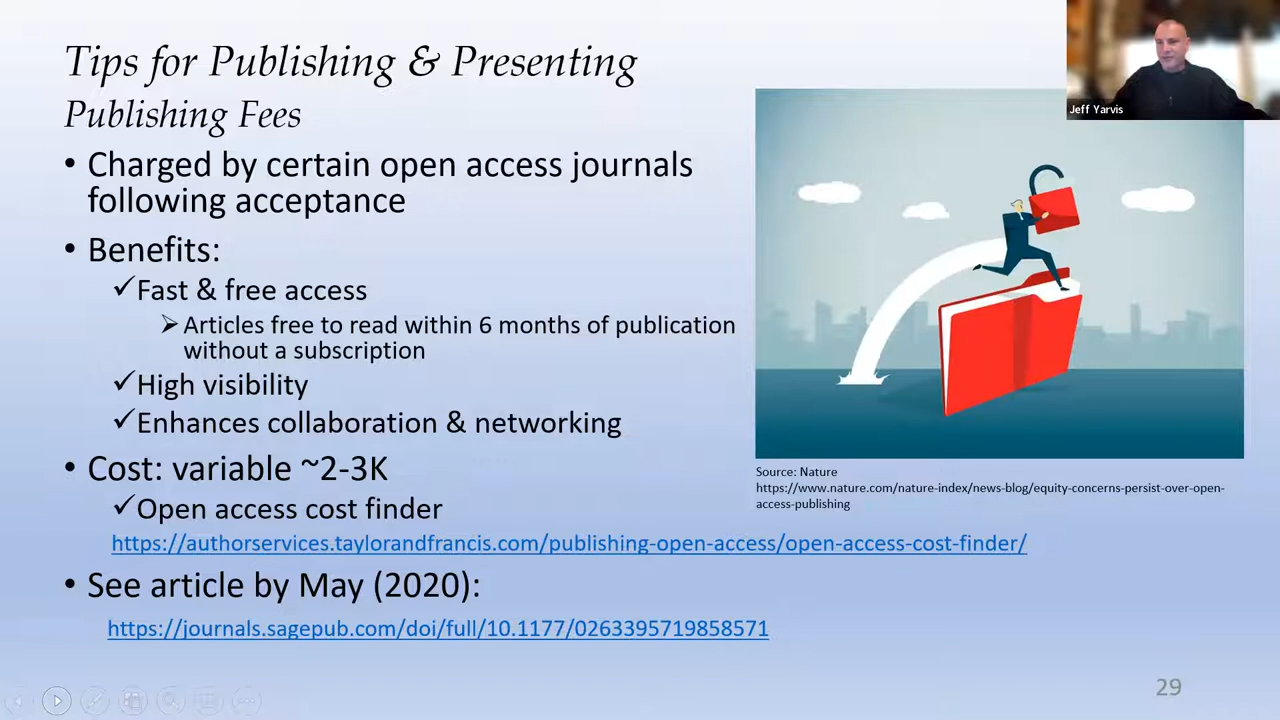 Tips for Publishing & Presenting
Publishing Fees
• Charged by certain open access journals
following acceptance
• Benefits:
✓Fast & free access
➢Articles free to read within 6 months of publication
without a subscription
✓High visibility
✓Enhances collaboration & networking
• Cost: variable ~2-3K
✓Open access cost finder
https://authorservices.taylorandfrancis.com/publishing-open-access/open-access-cost-finder/
• See article by May (2020):
https://journals.sagepub.com/doi/full/10.1177/0263395719858571
Jeff Yarvis
Source: Nature
https://www.nature.com/nature-index/news-blog/equity-concerns-persist-over-open-
access-publishing
29